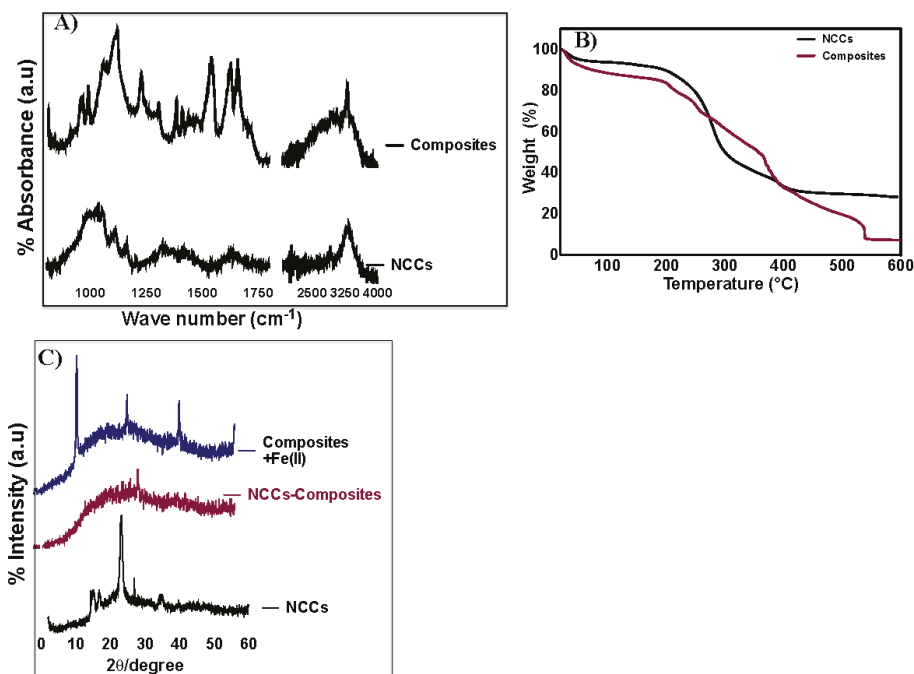 A)
% Absorbance (a.u)
Composites
NCCs
1000 1250 1500 1750 2500 3250 4000
Wave number (cm-1)
B)
NCCs
Composites
Weight (%)
100
80
60
40
20
0
100 200 300 400 500 600
Temperature (°C)
C)
% Intensity (a.u)
Composites
+Fe(II)
NCCs-Composites
NCCs
0 10 20 30 40 50 60
2θ/degree